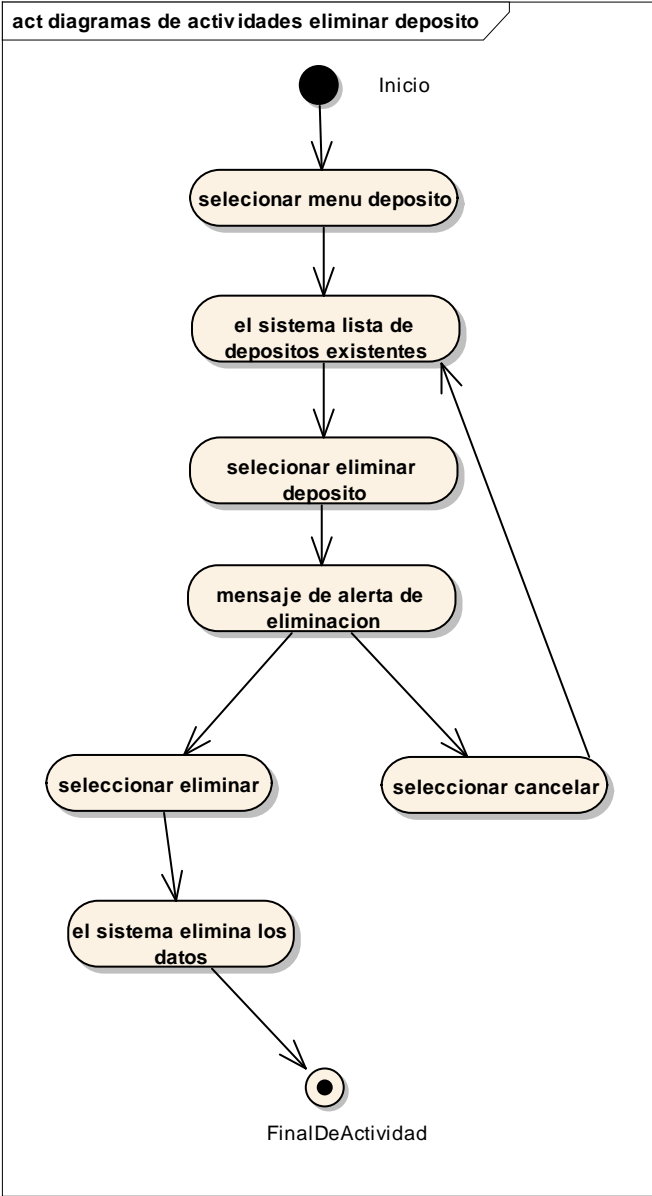 act diagramas de actividades eliminar deposito
Inicio
selecionar menu deposito
el sistema lista de
depositos existentes
selecionar eliminar
deposito
mensaje de alerta de
eliminacion
seleccionar eliminar
seleccionar cancelar
el sistema elimina los
datos
FinalDeActividad